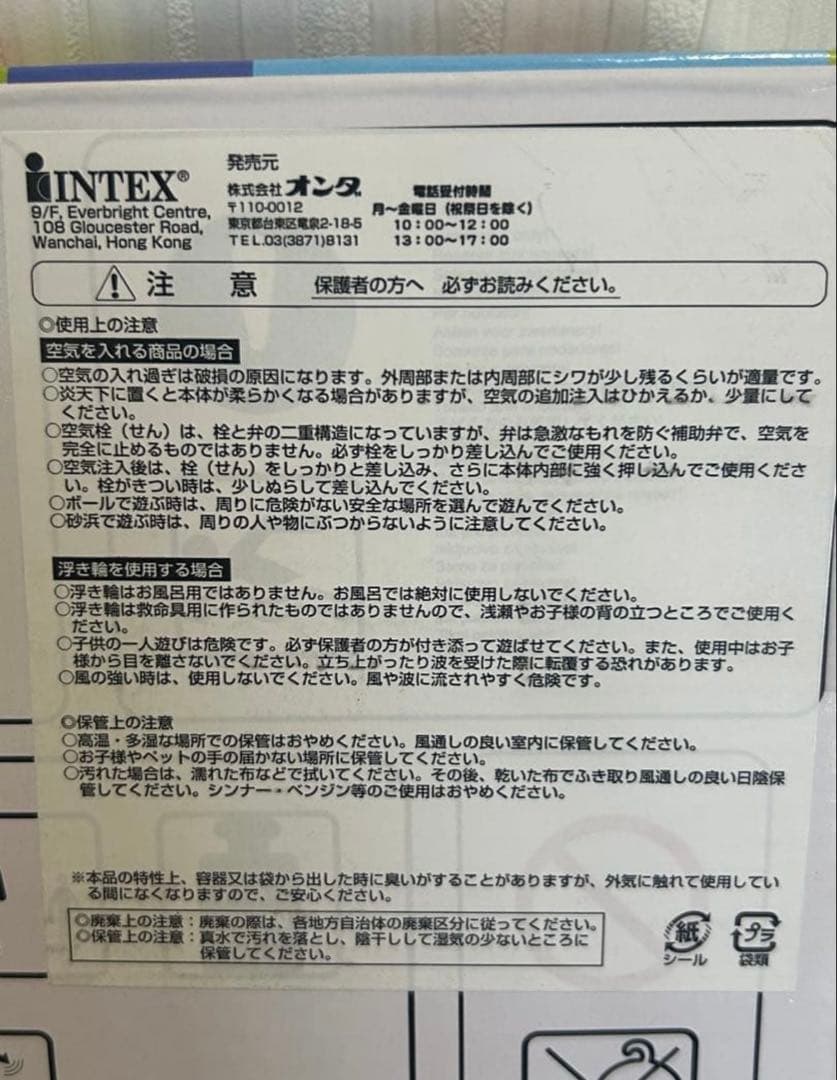 INTEX®
9/F, Everbright Centre,
108 Gloucester Road,
Wanchai, Hong Kong
発売元
株式会社オンダ
〒110-0012
東京都台東区竜泉2-18-5
TEL.03(3871)8131
電話受付時間
月~金曜日(祝祭日を除く)
10:00~12:00
13:00~17:00
注 意 保護者の方へ 必ずお読みください。
◎使用上の注意
空気を入れる商品の場合
○空気の入れ過ぎは破損の原因になります。外周部または内周部にシワが少し残るくらいが適量です。
○炎天下に置くと本体が柔らかくなる場合がありますが、空気の追加注入はひかえるか、少量にして
ください。
○空気栓(せん)は、栓と弁の二重構造になっていますが、弁は急激なもれを防ぐ補助弁で、空気を
完全に止めるものではありません。必ず栓をしっかり差し込んでご使用ください。
○空気注入後は、栓(せん)をしっかりと差し込み、さらに本体内部に強く押し込んでご使用くださ
い。栓がきつい時は、少しぬらして差し込んでください。
○ボールで遊ぶ時は、周りに危険がない安全な場所を選んで遊んでください。
○砂浜で遊ぶ時は、周りの人や物にぶつからないように注意してください。
浮き輪を使用する場合
○浮き輪はお風呂用ではありません。お風呂では絶対に使用しないでください。
○浮き輪は救命具用に作られたものではありませんので、浅瀬やお子様の背の立つところでご使用く
ださい。
○子供の一人遊びは危険です。必ず保護者の方が付き添って遊ばせてください。また、使用中はお子
様から目を離さないでください。立ち上がったり波を受けた際に転覆する恐れがあります。
○風の強い時は、使用しないでください。風や波に流されやすく危険です。
◎保管上の注意
○高温・多湿な場所での保管はおやめください。風通しの良い室内に保管してください。
○お子様やペットの手の届かない場所に保管してください。
○汚れた場合は、濡れた布などで拭いてください。その後、乾いた布でふき取り風通しの良い日陰保
管してください。シンナー・ベンジン等のご使用はおやめください。
※本品の特性上、容器又は袋から出した時に臭いがすることがありますが、外気に触れて使用してい
る間になくなりますので、ご安心ください。
◎廃棄上の注意:廃棄の際は、各地方自治体の廃棄区分に従ってください。
◎保管上の注意:真水で汚れを落とし、陰干しして湿気の少ないところに
保管してください。
紙
シール
プラ
袋類